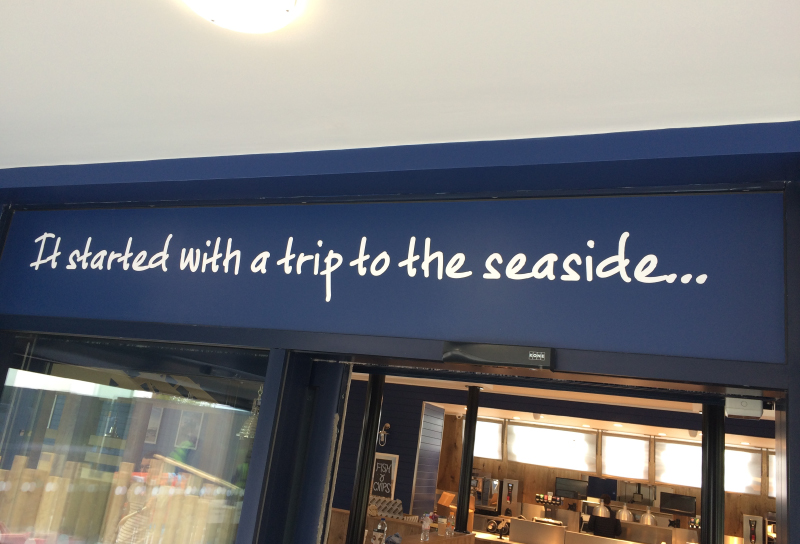 It started with a trip to the seaside...
FISH
&
CHIPS